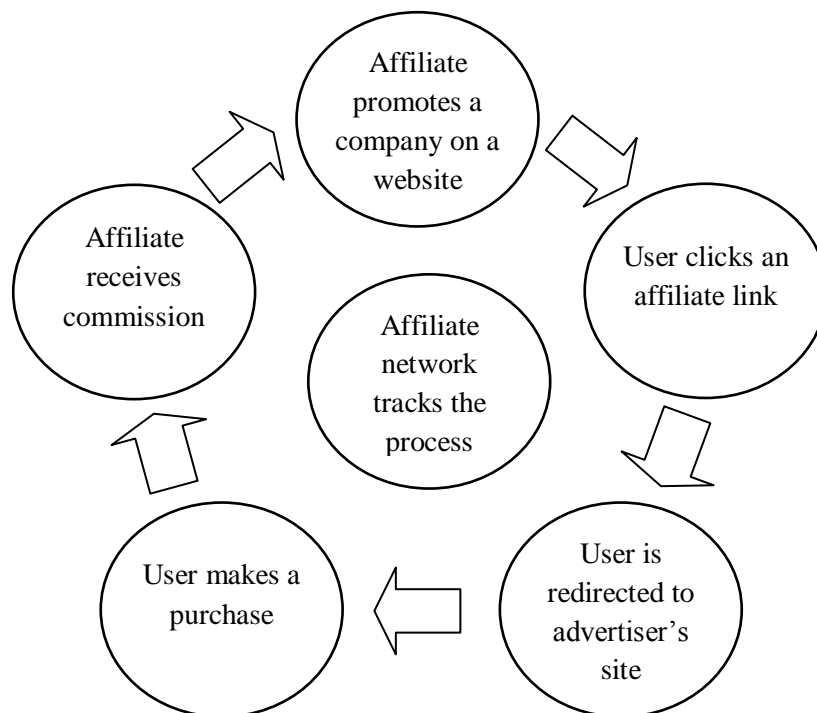 Affiliate
promotes a
company on a
website
User clicks an
affiliate link
User is
redirected to
advertiser’s
site
User makes a
purchase
Affiliate
receives
commission
Affiliate
network
tracks the
process